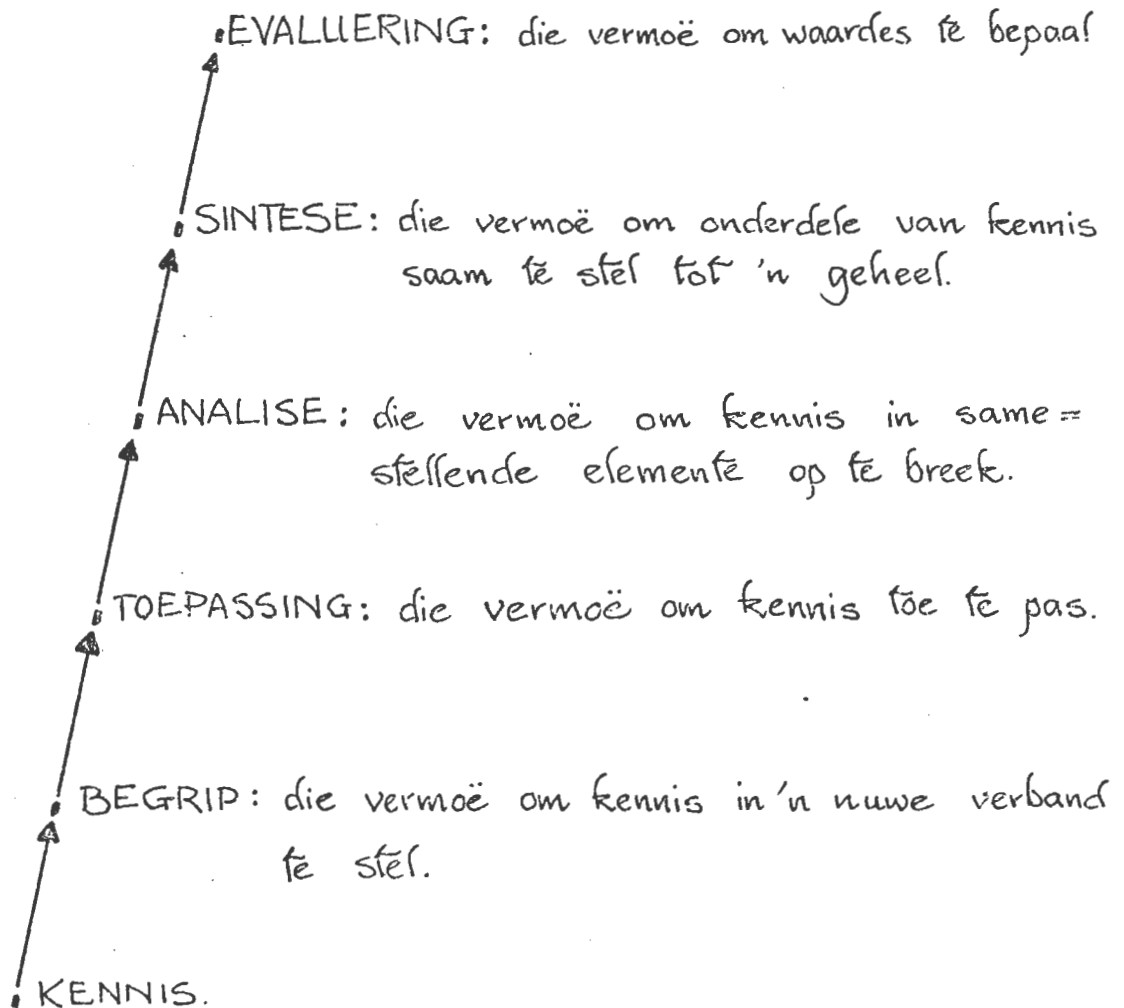 EVALUERING: die vermoë om waardes te bepaal
SINTESE: die vermoë om onderdele van kennis
saam te stel tot 'n geheel.
ANALISE: die vermoë om kennis in same=
stellende elemente op te breek.
TOEPASSING: die vermoë om kennis toe te pas.
BEGRIP: die vermoë om kennis in 'n nuwe verband
te stel.
KENNIS.